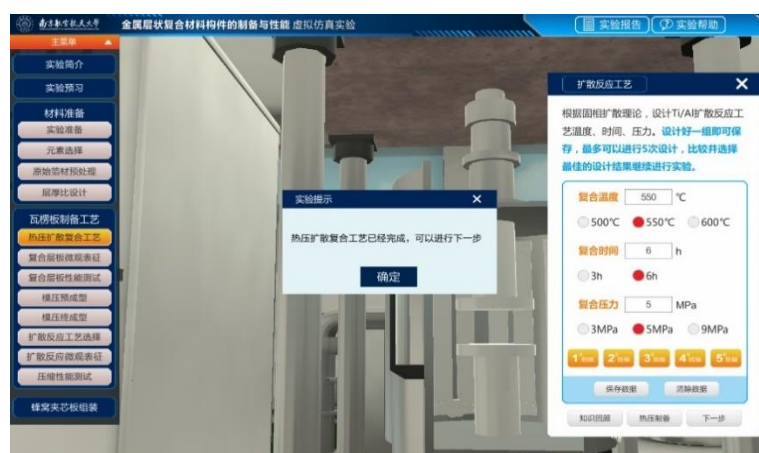 南京航空航天大学 金属层状复合材料构件的制备与性能 虚拟仿真实验
实验报告
实验帮助
主菜单
实验简介
实验预习
材料准备
实验准备
元素选择
原始箔材预处理
层厚比设计
瓦楞板制备工艺
热压扩散复合工艺
复合层板微观表征
复合层板性能测试
模压预成型
模压终成型
扩散反应工艺选择
扩散反应微观表征
压缩性能测试
蜂窝夹芯板组装
实验提示
热压扩散复合工艺已经完成，可以进行下一步
确定
扩散反应工艺
根据固相扩散理论，设计Ti/Al扩散反应工
艺温度、时间、压力。设计好一组即可保
存，最多可以进行5次设计，比较并选择
最佳的设计结果继续进行实验。
复合温度 550 ℃
500℃ 550℃ 600℃
复合时间 6 h
3h 6h
复合压力 5 MPa
3MPa 5MPa 9MPa
1 2 3 4 5
保存数据 清除数据
知识回顾 热压制备 下一步